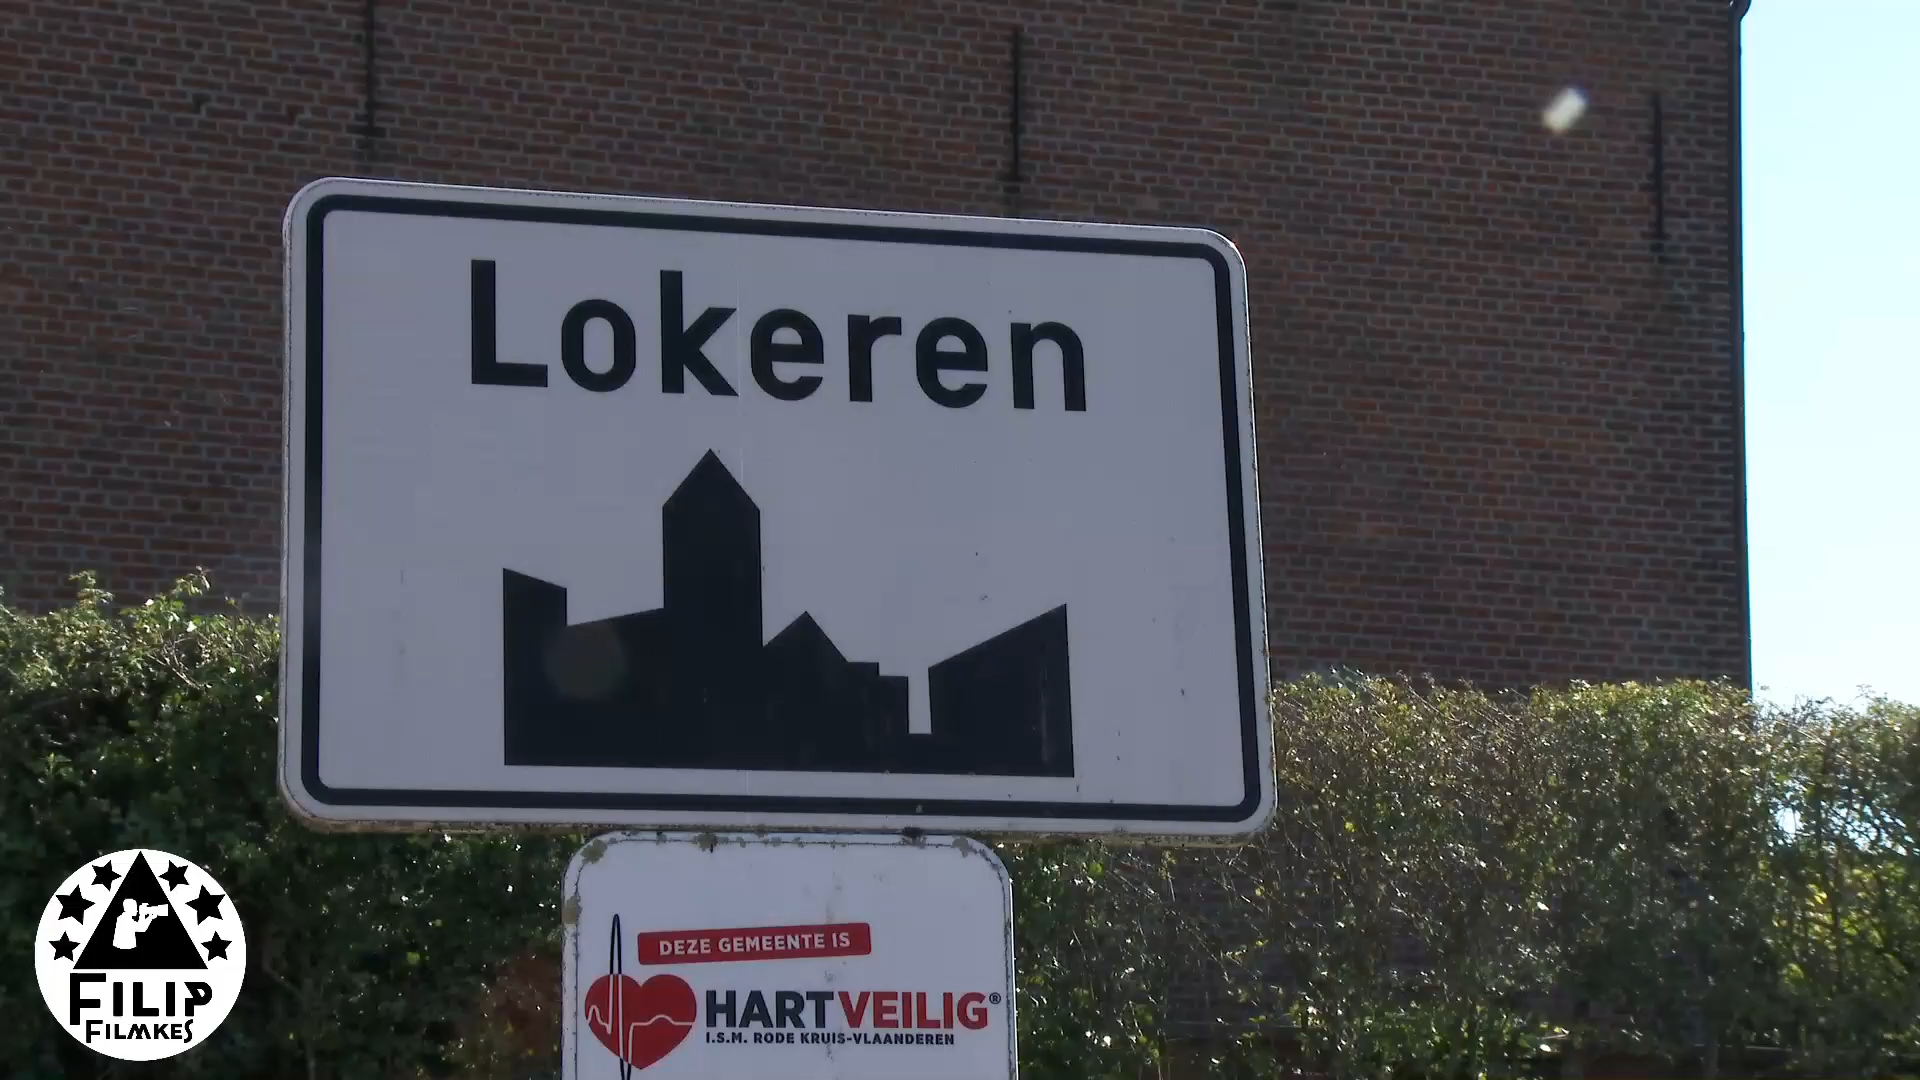 Lokeren
DEZE GEMEENTE IS
HARTVEILIG®
I.S.M. RODE KRUIS-VLAANDEREN
FILIP
FILMKES